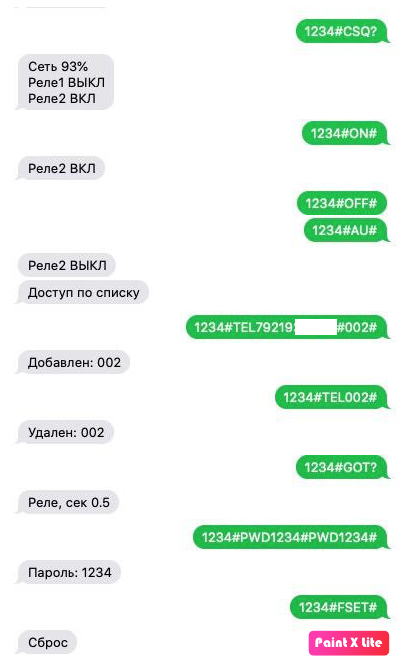 1234#CSQ?
Сеть 93%
Реле1 ВЫКЛ
Реле2 ВКЛ
1234#ON#
Реле2 ВКЛ
1234#OFF#
1234#AU#
Реле2 ВЫКЛ
Доступ по списку
1234#TEL79219 #002#
Добавлен: 002
1234#TEL002#
Удален: 002
1234#GOT?
Реле, сек 0.5
1234#PWD1234#PWD1234#
Пароль: 1234
1234#FSET#
Сброс
Paint X Lite